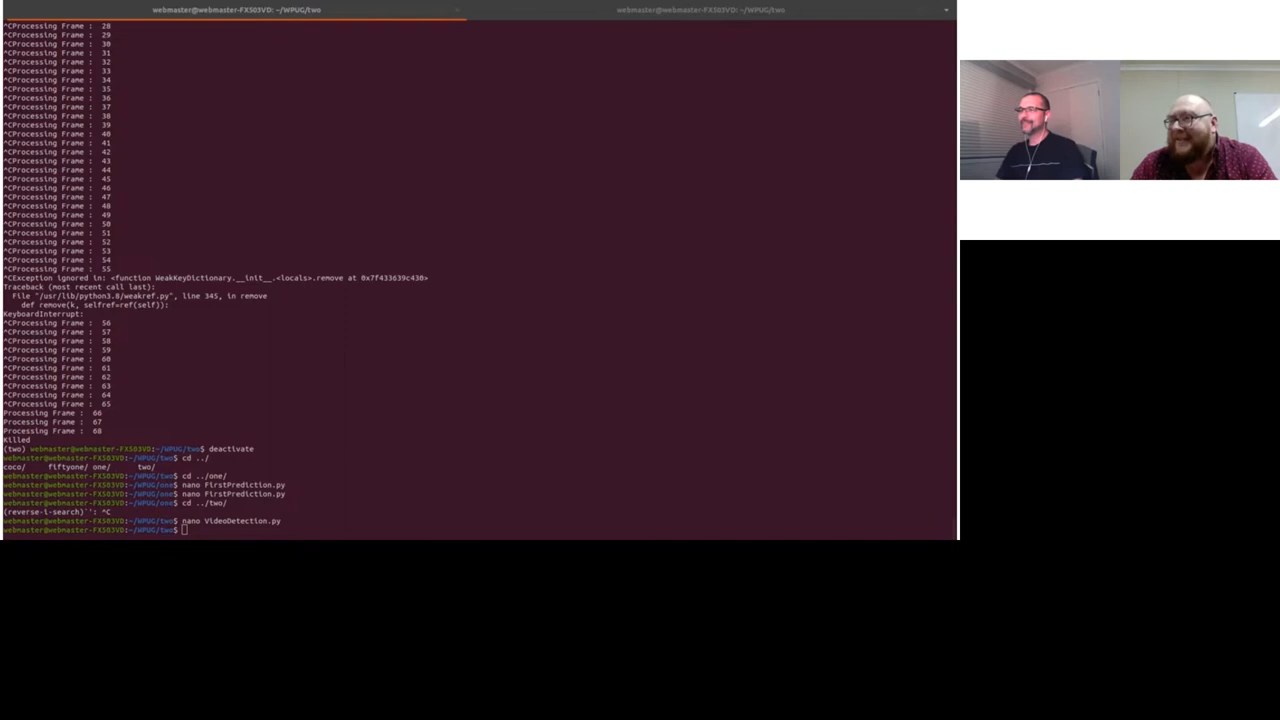 webmaster@webmaster-FX503VD: ~/WPUG/two
webmaster@webmaster-FX503VD: ~/WPUG/two
^CProcessing Frame :  28
^CProcessing Frame :  29
^CProcessing Frame :  30
^CProcessing Frame :  31
^CProcessing Frame :  32
^CProcessing Frame :  33
^CProcessing Frame :  34
^CProcessing Frame :  35
^CProcessing Frame :  36
^CProcessing Frame :  37
^CProcessing Frame :  38
^CProcessing Frame :  39
^CProcessing Frame :  40
^CProcessing Frame :  41
^CProcessing Frame :  42
^CProcessing Frame :  43
^CProcessing Frame :  44
^CProcessing Frame :  45
^CProcessing Frame :  46
^CProcessing Frame :  47
^CProcessing Frame :  48
^CProcessing Frame :  49
^CProcessing Frame :  50
^CProcessing Frame :  51
^CProcessing Frame :  52
^CProcessing Frame :  53
^CProcessing Frame :  54
^CProcessing Frame :  55
^CException ignored in: <function WeakKeyDictionary.__init__.<locals>.remove at 0x7f433639c430>
Traceback (most recent call last):
  File "/usr/lib/python3.8/weakref.py", line 345, in remove
    def remove(k, selfref=ref(self)):
KeyboardInterrupt:
^CProcessing Frame :  56
^CProcessing Frame :  57
^CProcessing Frame :  58
^CProcessing Frame :  59
^CProcessing Frame :  60
^CProcessing Frame :  61
^CProcessing Frame :  62
^CProcessing Frame :  63
^CProcessing Frame :  64
^CProcessing Frame :  65
Processing Frame :  66
Processing Frame :  67
Processing Frame :  68
Killed
(two) webmaster@webmaster-FX503VD:~/WPUG/two$ deactivate
webmaster@webmaster-FX503VD:~/WPUG/two$ cd ../
coco/     fiftyone/ one/      two/
webmaster@webmaster-FX503VD:~/WPUG/two$ cd ../one/
webmaster@webmaster-FX503VD:~/WPUG/one$ nano FirstPrediction.py
webmaster@webmaster-FX503VD:~/WPUG/one$ nano FirstPrediction.py
webmaster@webmaster-FX503VD:~/WPUG/one$ cd ../two/
(reverse-i-search)`': ^C
webmaster@webmaster-FX503VD:~/WPUG/two$ nano VideoDetection.py
webmaster@webmaster-FX503VD:~/WPUG/two$